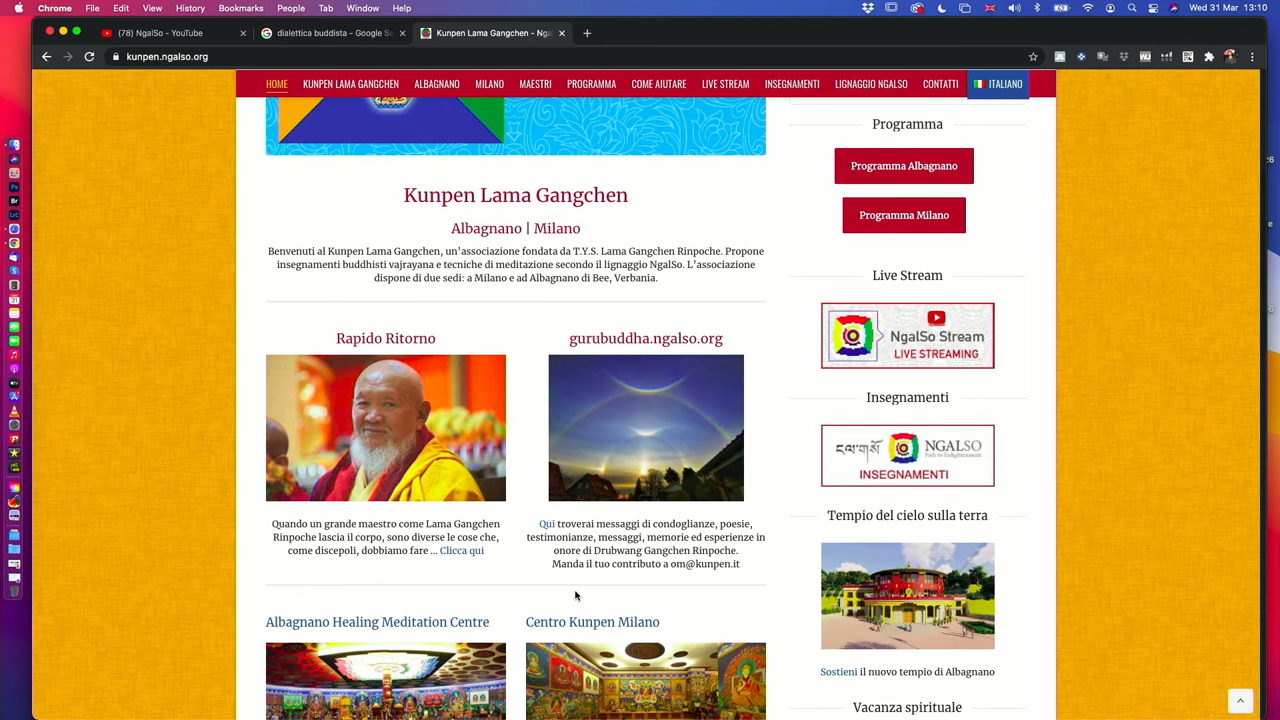 Chrome File Edit View History Bookmarks Profiles Tab Window Help
(78) NgalSo - YouTube
dialettica buddista - Google S
Kunpen Lama Gangchen - Nga
kunpen.ngalso.org
HOME KUNPEN LAMA GANGCHEN ALBAGNANO MILANO MAESTRI PROGRAMMA COME AIUTARE LIVE STREAM INSEGNAMENTI LIGNAGGIO NGALSO CONTATTI ITALIANO
Kunpen Lama Gangchen
Albagnano | Milano
Benvenuti al Kunpen Lama Gangchen, un'associazione fondata da T.Y.S. Lama Gangchen Rinpoche. Propone
insegnamenti buddhisti vajrayana e tecniche di meditazione secondo il lignaggio NgalSo. L'associazione
dispone di due sedi: a Milano e ad Albagnano di Bee, Verbania.
Rapido Ritorno
Quando un grande maestro come Lama Gangchen
Rinpoche lascia il corpo, sono diverse le cose che,
come discepoli, dobbiamo fare ... Clicca qui
gurubuddha.ngalso.org
Qui troverai messaggi di condoglianze, poesie,
testimonianze, messaggi, memorie ed esperienze in
onore di Drubwang Gangchen Rinpoche.
Manda il tuo contributo a om@kunpen.it
Albagnano Healing Meditation Centre
Centro Kunpen Milano
Programma
Programma Albagnano
Programma Milano
Live Stream
NgalSo Stream
LIVE STREAMING
Insegnamenti
ངལ་གསོ
NGALSO
Path to Enlightenment
INSEGNAMENTI
Tempio del cielo sulla terra
Sostieni il nuovo tempio di Albagnano
Vacanza spirituale